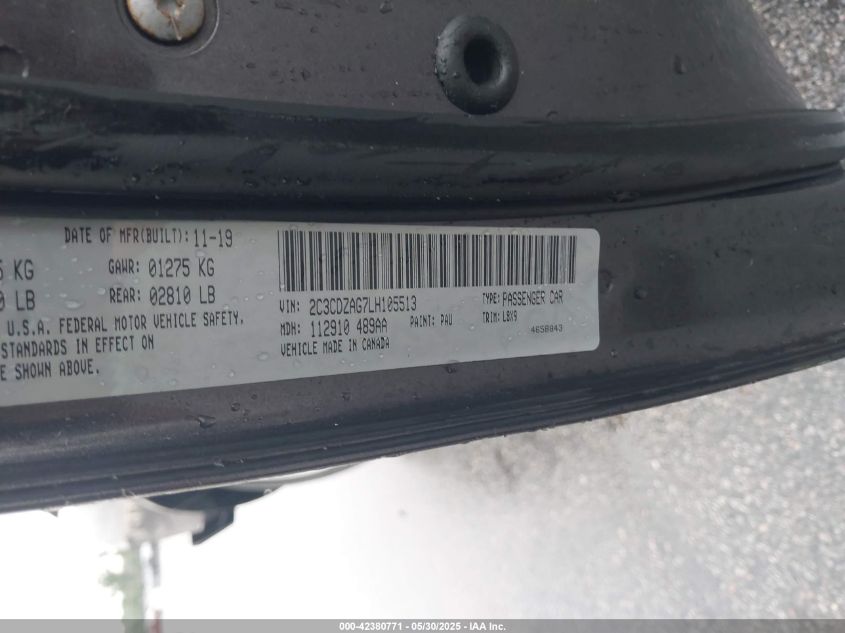 DATE OF MFR(BUILT): 11-19
KG GAWR: 01275 KG
LB REAR: 02810 LB
U.S.A. FEDERAL MOTOR VEHICLE SAFETY,
STANDARDS IN EFFECT ON
SHOWN ABOVE.
VIN: 2C3CDZAG7LH105513 TYPE: PASSENGER CAR
MDH: 112910 489AA PAINT: PAU TRIM: LBX9
VEHICLE MADE IN CANADA 4658843
000-42380771 - 05/30/2025 - IAA Inc.